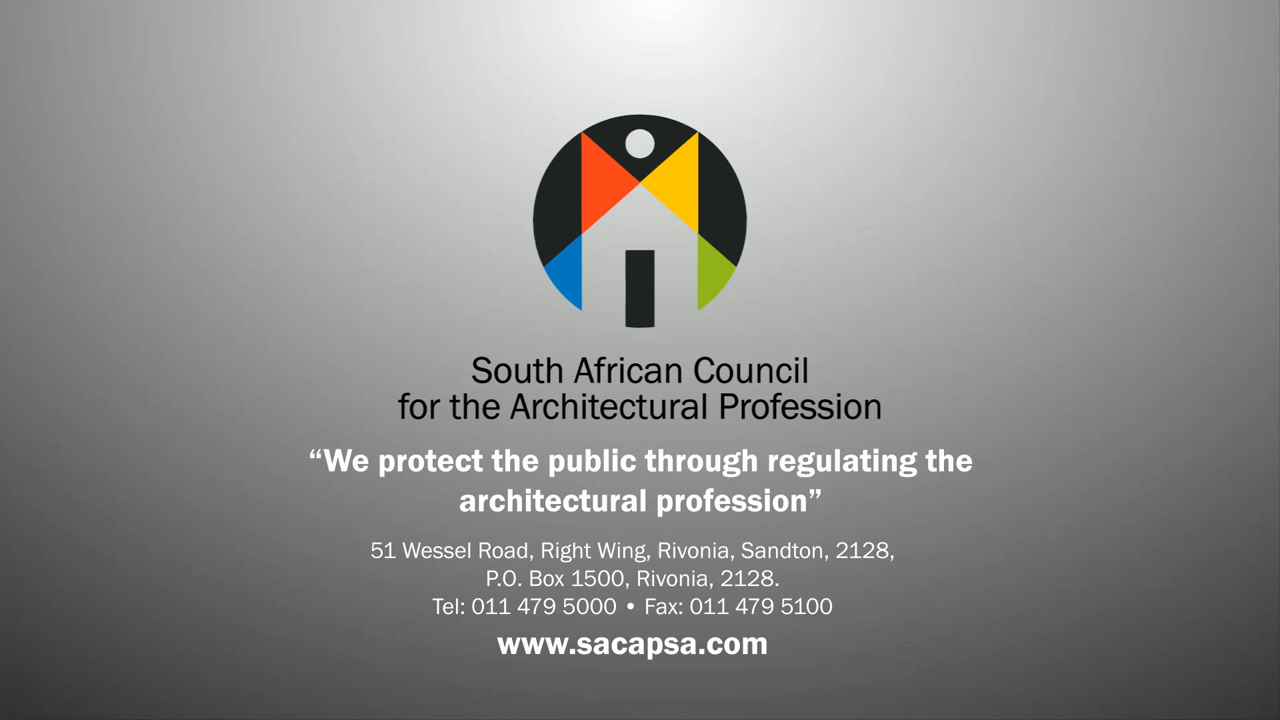 South African Council
for the Architectural Profession
“We protect the public through regulating the
architectural profession”
51 Wessel Road, Right Wing, Rivonia, Sandton, 2128,
P.O. Box 1500, Rivonia, 2128.
Tel: 011 479 5000 • Fax: 011 479 5100
www.sacapsa.com